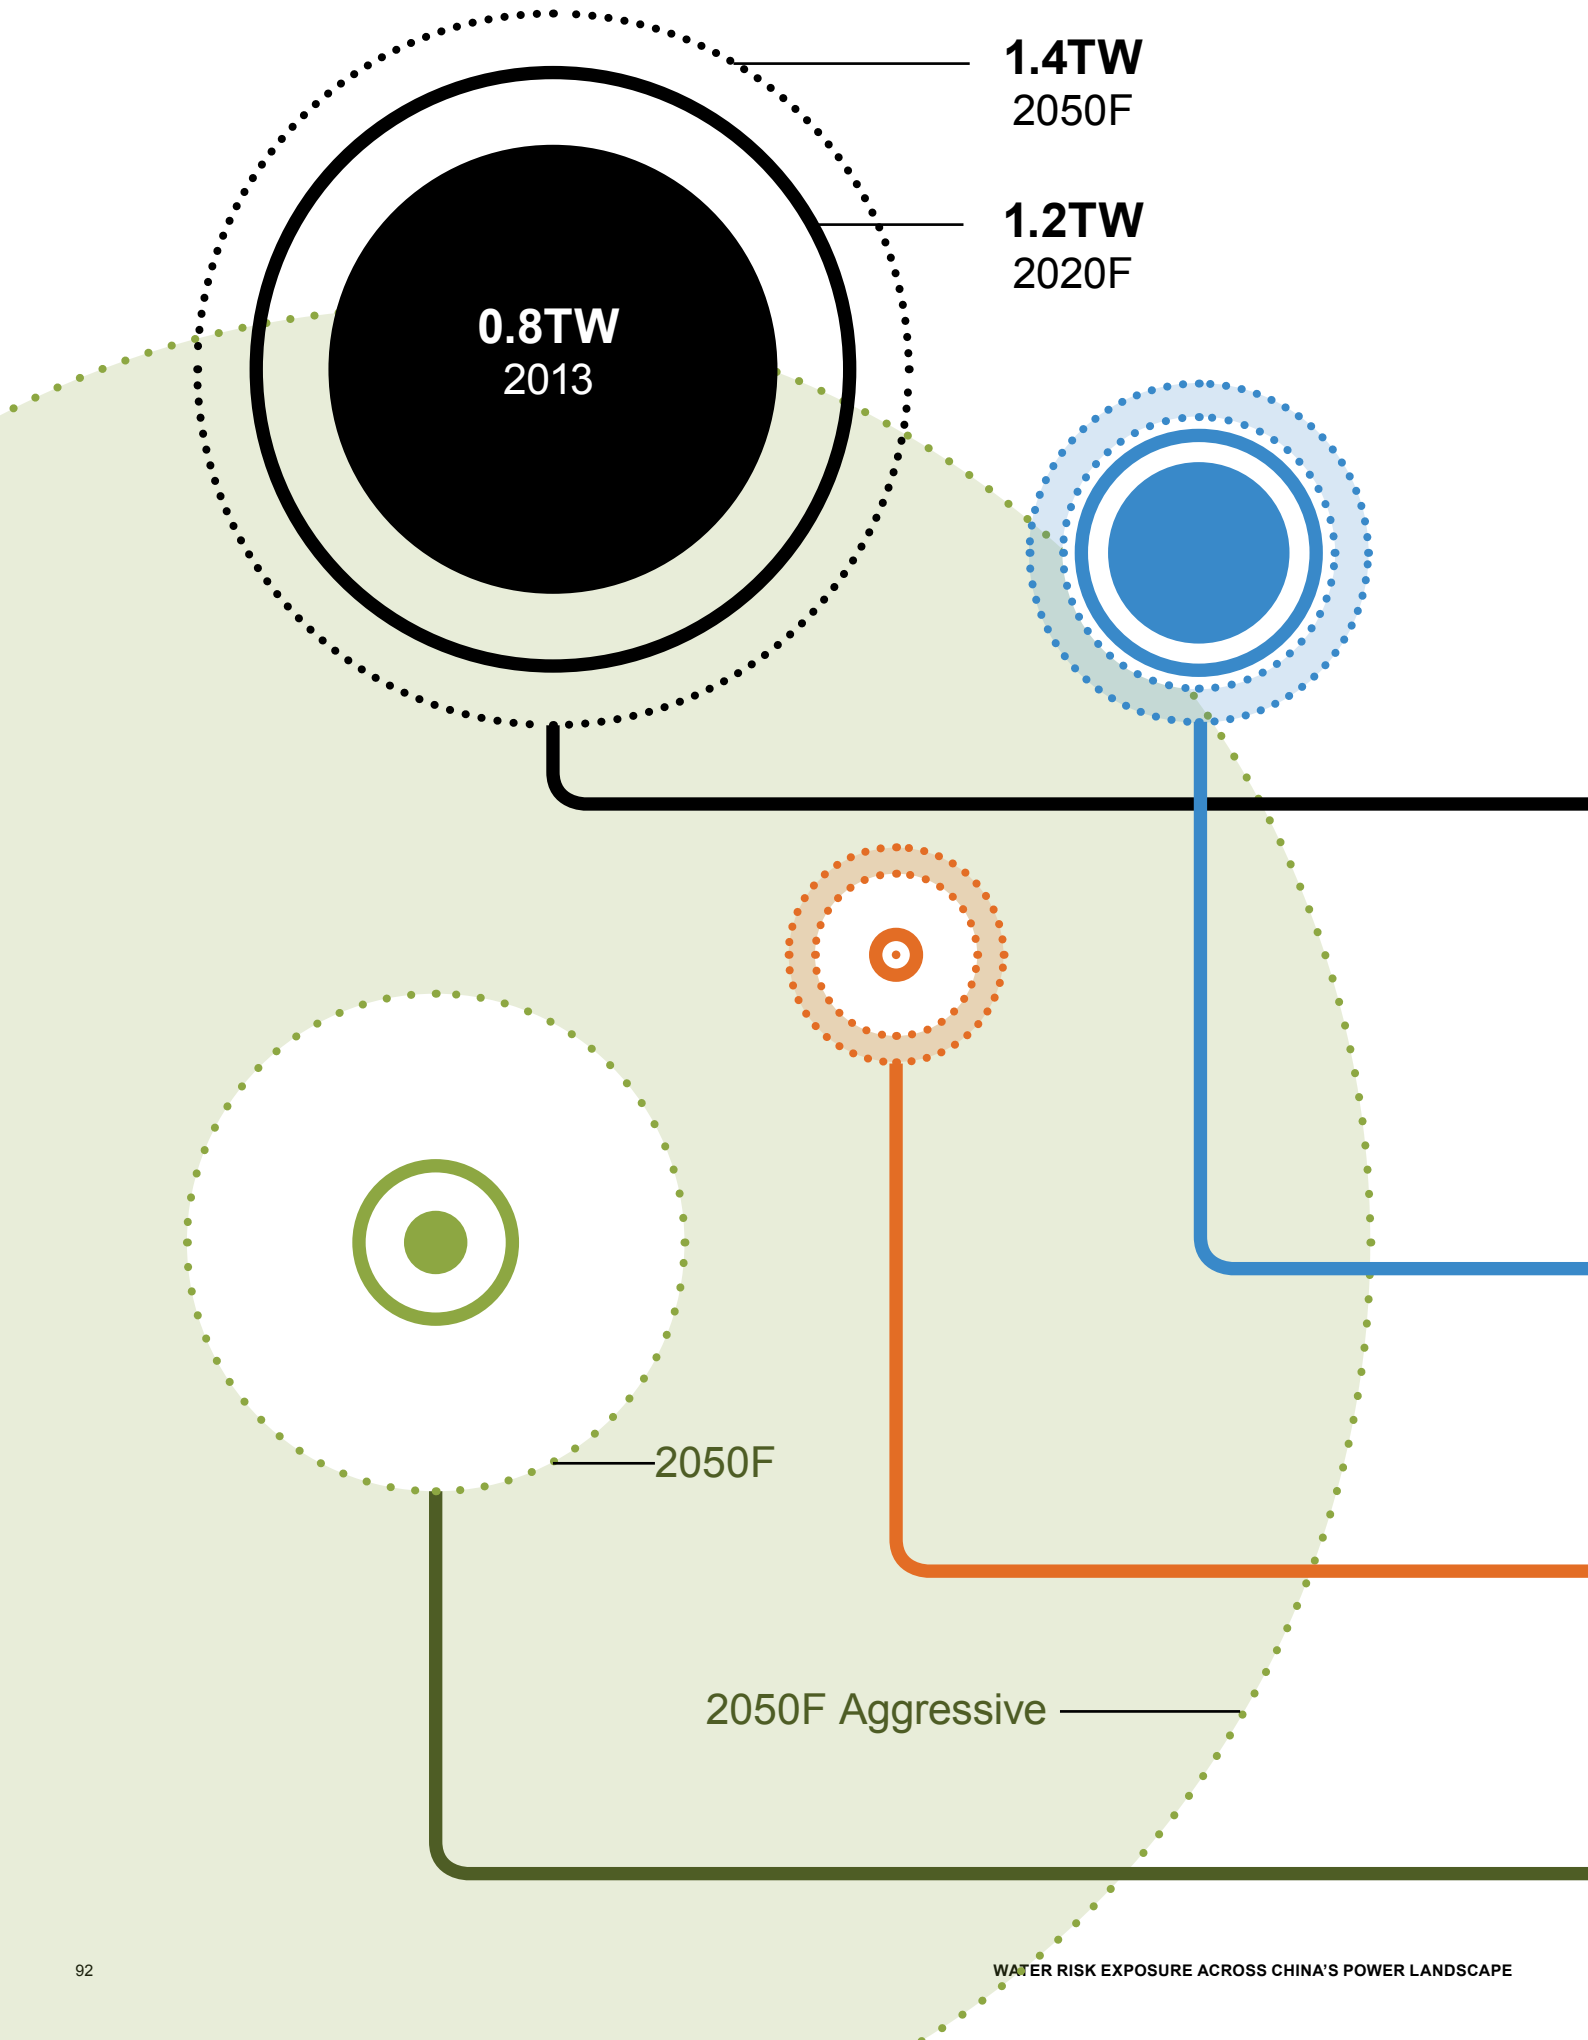 1.4TW
2050F
1.2TW
2020F
0.8TW
2013
2050F
2050F Aggressive
92
WATER RISK EXPOSURE ACROSS CHINA'S POWER LANDSCAPE